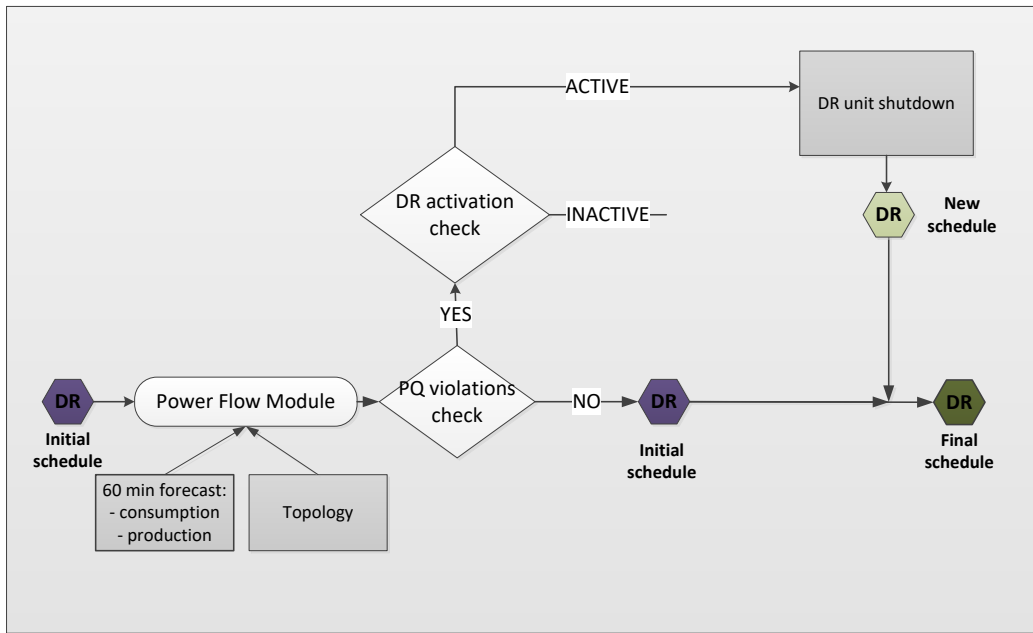 ACTIVE
DR unit shutdown
DR activation
check
INACTIVE
DR
New
schedule
YES
DR
Initial
schedule
Power Flow Module
PQ violations
check
NO
DR
Initial
schedule
DR
Final
schedule
60 min forecast:
- consumption
- production
Topology